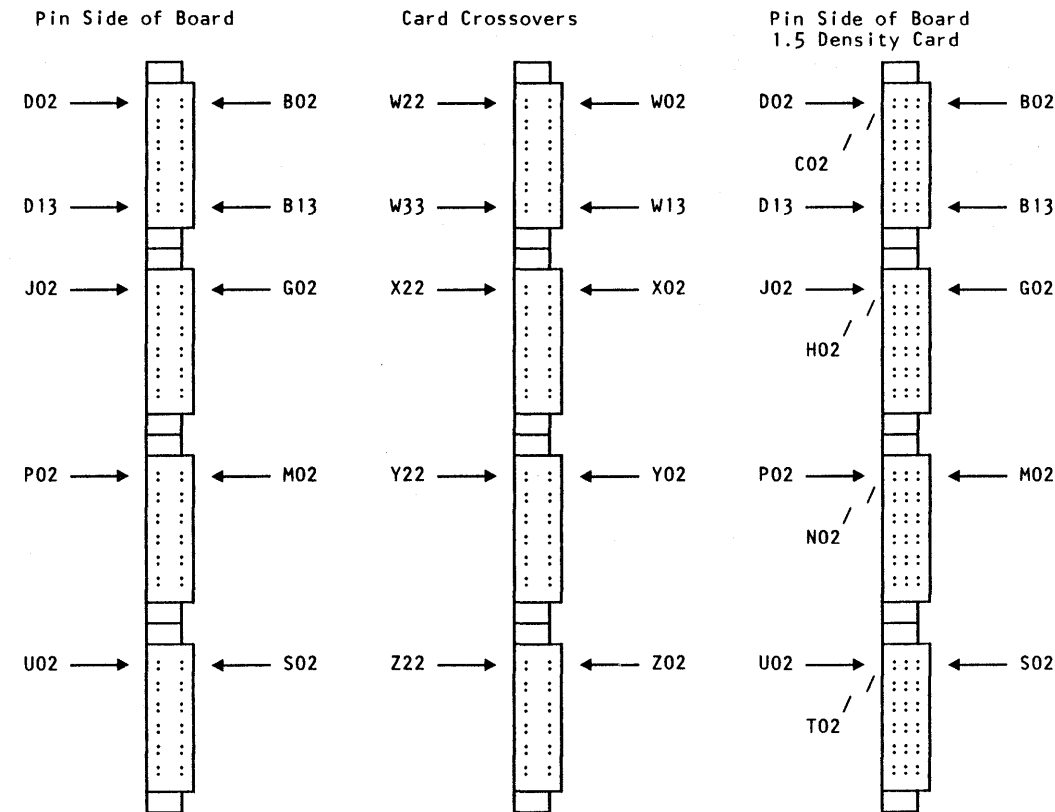 Pin Side of Board
Card Crossovers
Pin Side of Board
1.5 Density Card
D02 B02 W22 W02 D02 B02
C02
D13 B13 W33 W13 D13 B13
J02 G02 X22 X02 J02 G02
H02
P02 M02 Y22 Y02 P02 M02
N02
U02 S02 Z22 Z02 U02 S02
T02